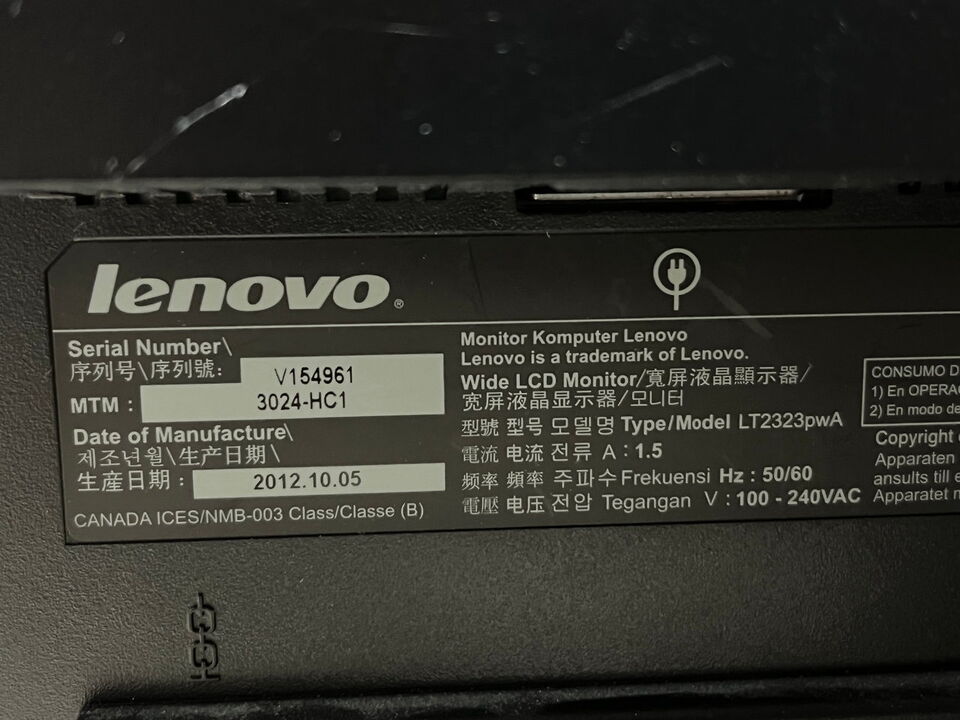 lenovo®
Serial Number\
序列号\序列號: V154961
MTM : 3024-HC1
Date of Manufacture\
제조년월\生产日期\
生産日期 : 2012.10.05
CANADA ICES/NMB-003 Class/Classe (B)
Monitor Komputer Lenovo
Lenovo is a trademark of Lenovo.
Wide LCD Monitor/寬屏液晶顯示器/
宽屏液晶显示器/모니터
型號 型号 모델명 Type/Model LT2323pwA
電流 电流 전류 A : 1.5
频率 頻率 주파수 Frekuensi Hz : 50/60
電壓 电压 전압 Tegangan V : 100 - 240VAC
CONSUMO D
1) En OPERA
2) En modo de
Copyright
Apparaten
ansults till e
Apparatet m